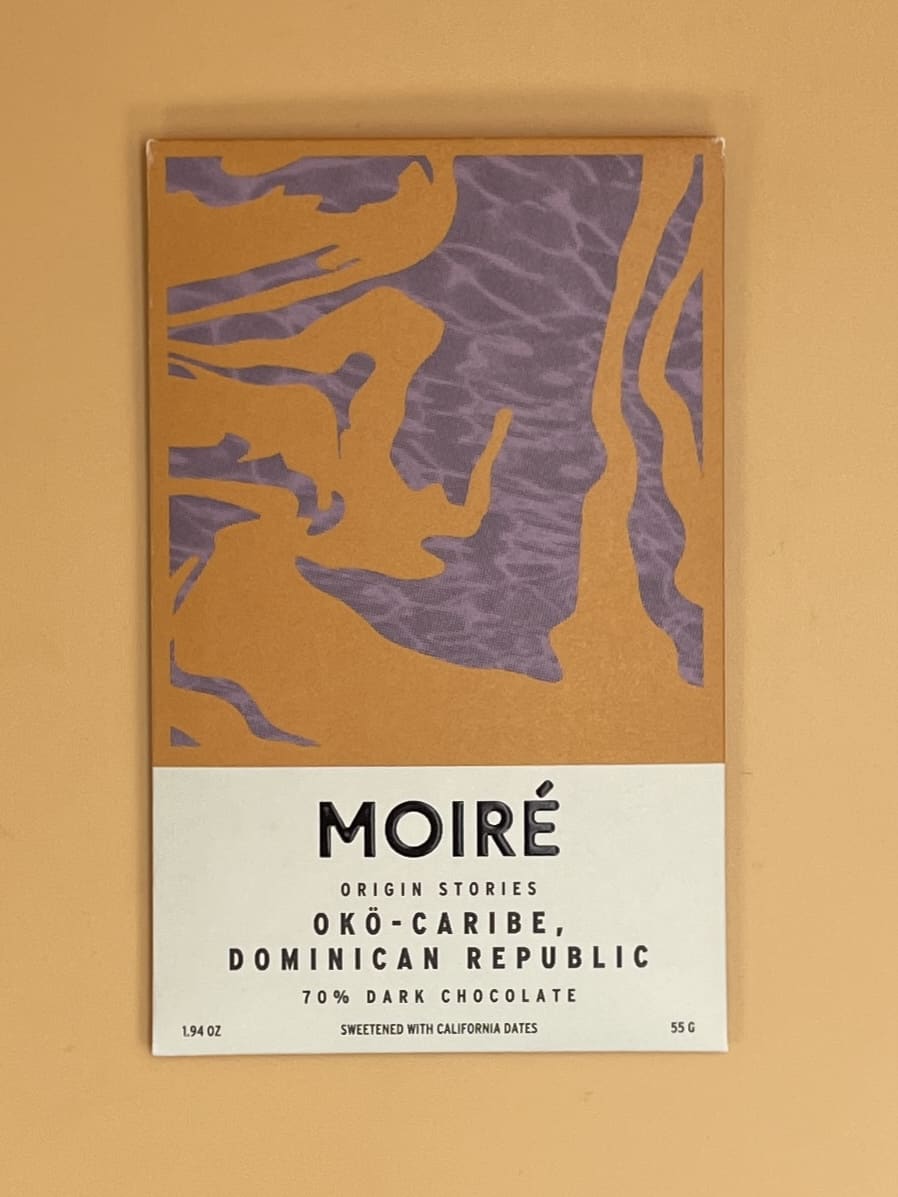 MOIRÉ
ORIGIN STORIES
OKÖ-CARIBE,
DOMINICAN REPUBLIC
70% DARK CHOCOLATE
1.94 OZ SWEETENED WITH CALIFORNIA DATES 55 G